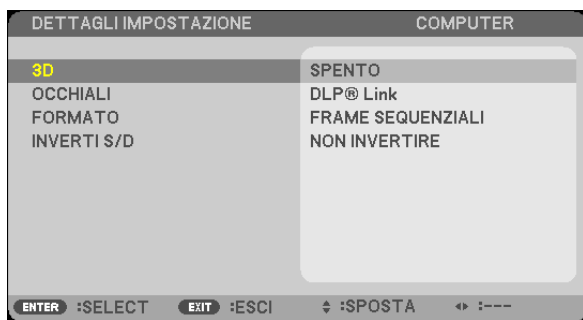 DETTAGLI IMPOSTAZIONE COMPUTER
3D SPENTO
OCCHIALI DLP® Link
FORMATO FRAME SEQUENZIALI
INVERTI S/D NON INVERTIRE
ENTER :SELECT EXIT :ESCI :SPOSTA :---